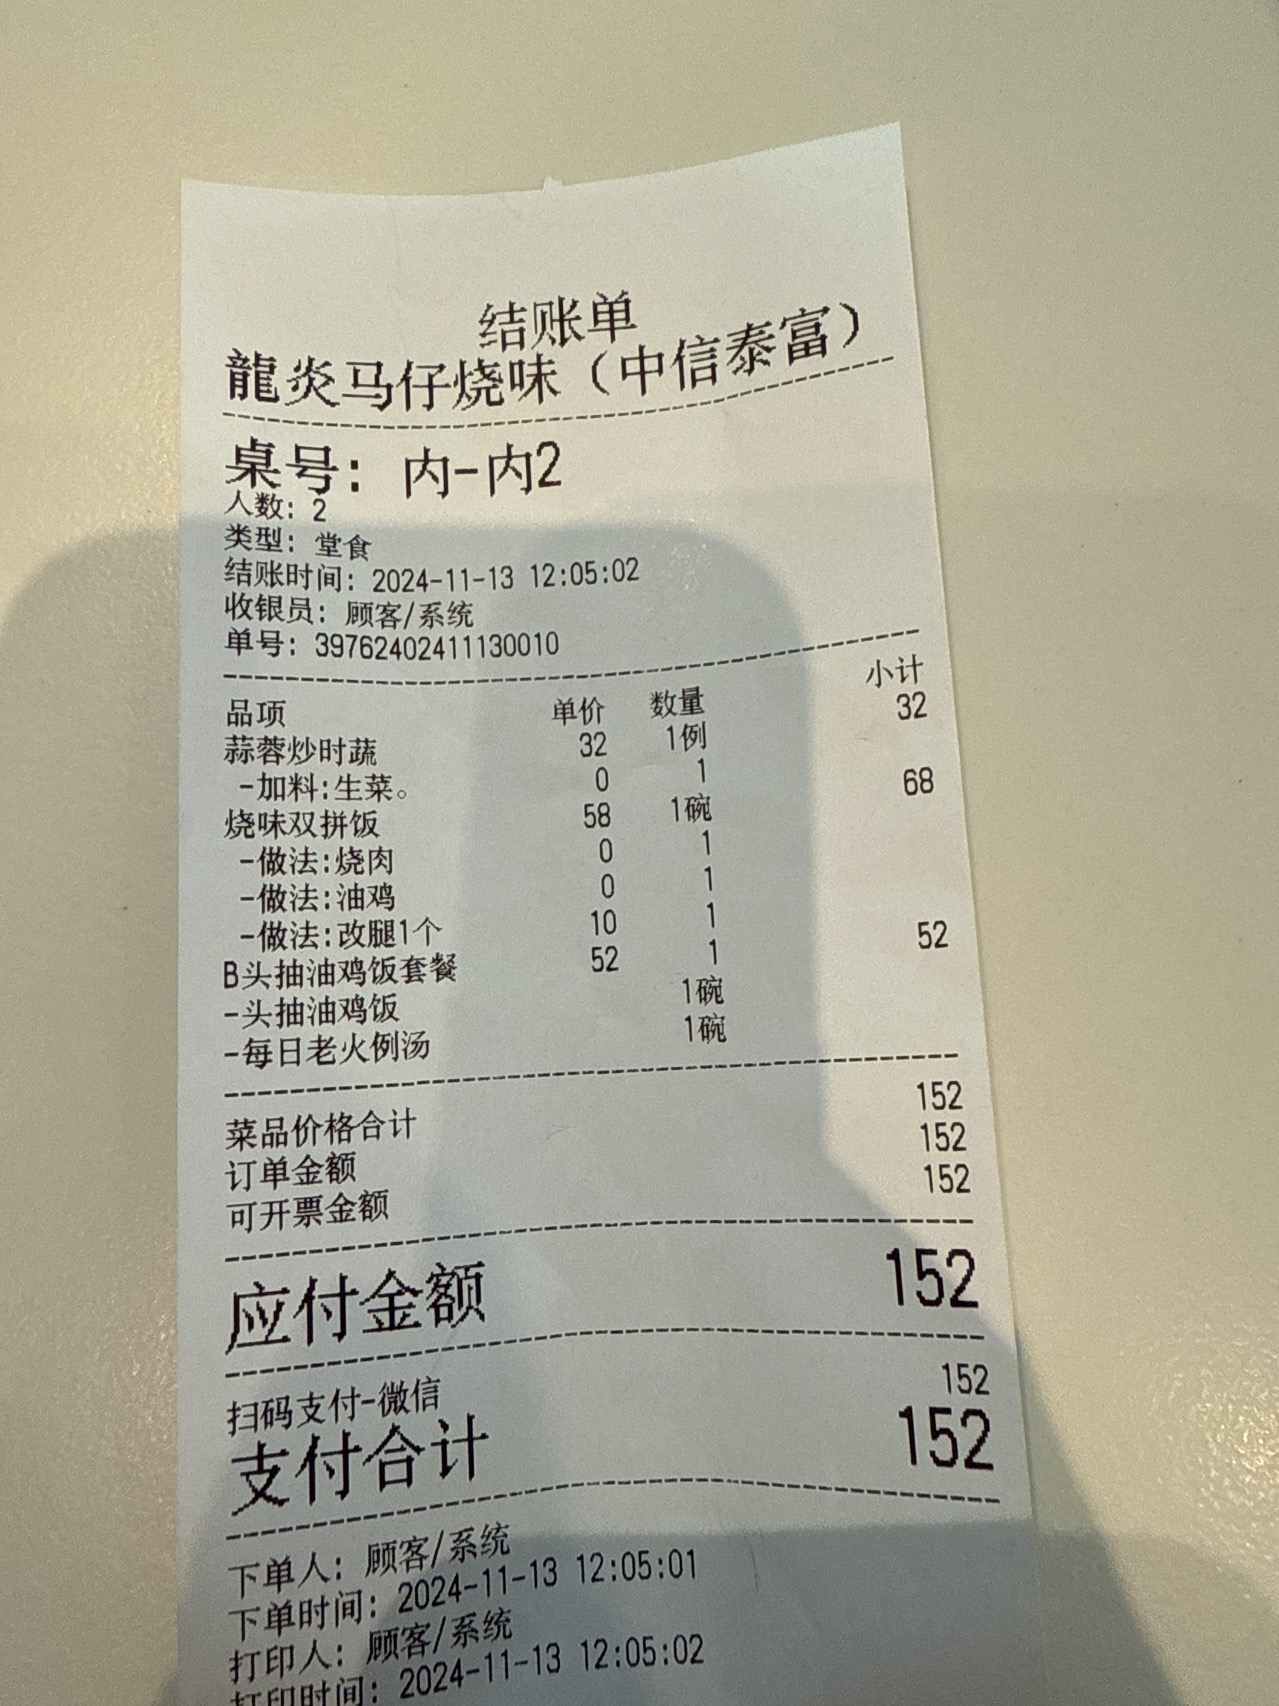 结账单
龍炎马仔烧味（中信泰富）
桌号: 内-内2
人数: 2
类型: 堂食
结账时间: 2024-11-13 12:05:02
收银员: 顾客/系统
单号: 39762402411130010
品项 单价 数量 小计
蒜蓉炒时蔬 32 1例 32
-加料:生菜。 0 1
烧味双拼饭 58 1碗 68
-做法:烧肉 0 1
-做法:油鸡 0 1
-做法:改腿1个 10 1
B头抽油鸡饭套餐 52 1 52
-头抽油鸡饭 1碗
-每日老火例汤 1碗
菜品价格合计 152
订单金额 152
可开票金额 152
应付金额 152
扫码支付-微信 152
支付合计 152
下单人: 顾客/系统
下单时间: 2024-11-13 12:05:01
打印人: 顾客/系统
打印时间: 2024-11-13 12:05:02